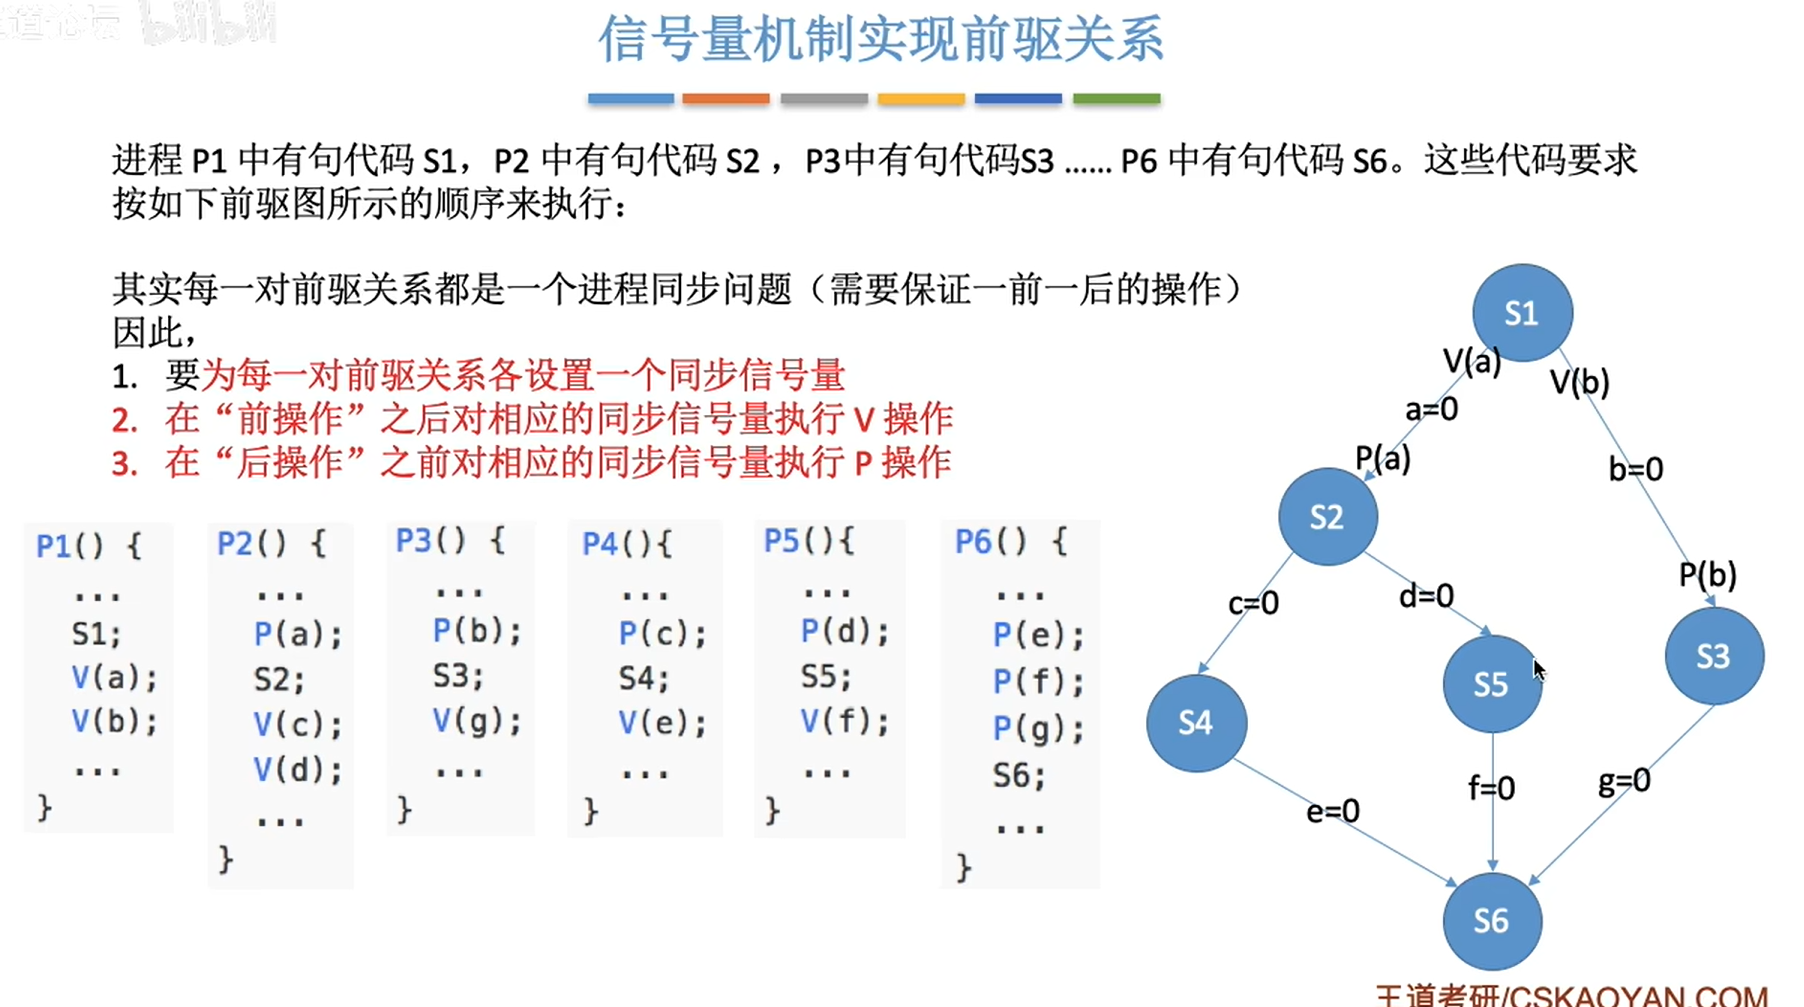 道论坛 bilibili
信号量机制实现前驱关系
进程 P1 中有句代码 S1，P2 中有句代码 S2 ，P3中有句代码S3 …… P6 中有句代码 S6。这些代码要求
按如下前驱图所示的顺序来执行：
其实每一对前驱关系都是一个进程同步问题（需要保证一前一后的操作）
因此，
1. 要为每一对前驱关系各设置一个同步信号量
2. 在“前操作”之后对相应的同步信号量执行 V 操作
3. 在“后操作”之前对相应的同步信号量执行 P 操作
P1() {
...
S1;
V(a);
V(b);
...
}
P2() {
...
P(a);
S2;
V(c);
V(d);
...
}
P3() {
...
P(b);
S3;
V(g);
...
}
P4(){
...
P(c);
S4;
V(e);
...
}
P5(){
...
P(d);
S5;
V(f);
...
}
P6() {
...
P(e);
P(f);
P(g);
S6;
...
}
S1
V(a)
V(b)
a=0
P(a)
b=0
S2
P(b)
c=0
d=0
S3
S5
S4
f=0
g=0
e=0
S6
王道考研/CSKAOYAN.COM